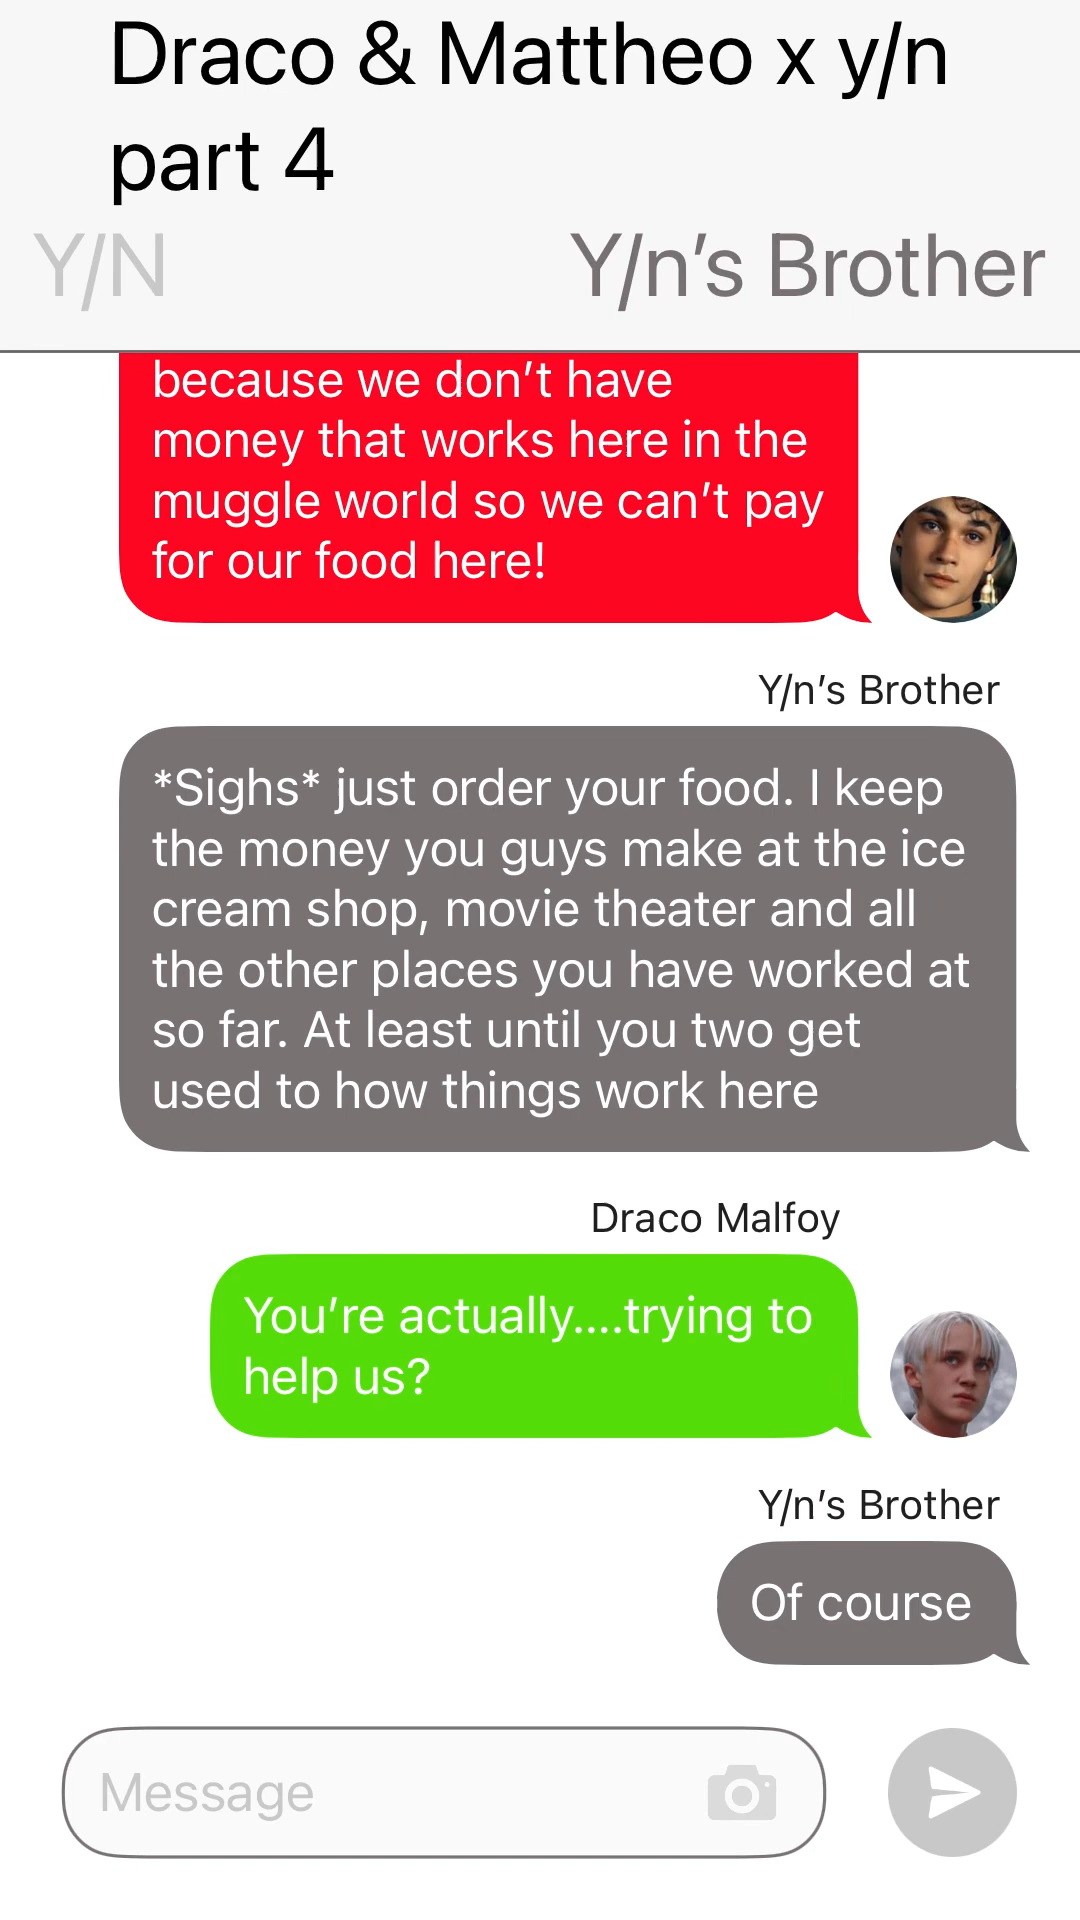 Draco & Mattheo x y/n
part 4
Y/N
Y/n’s Brother
because we don’t have
money that works here in the
muggle world so we can’t pay
for our food here!
Y/n’s Brother
*Sighs* just order your food. I keep
the money you guys make at the ice
cream shop, movie theater and all
the other places you have worked at
so far. At least until you two get
used to how things work here
Draco Malfoy
You’re actually....trying to
help us?
Y/n’s Brother
Of course
Message